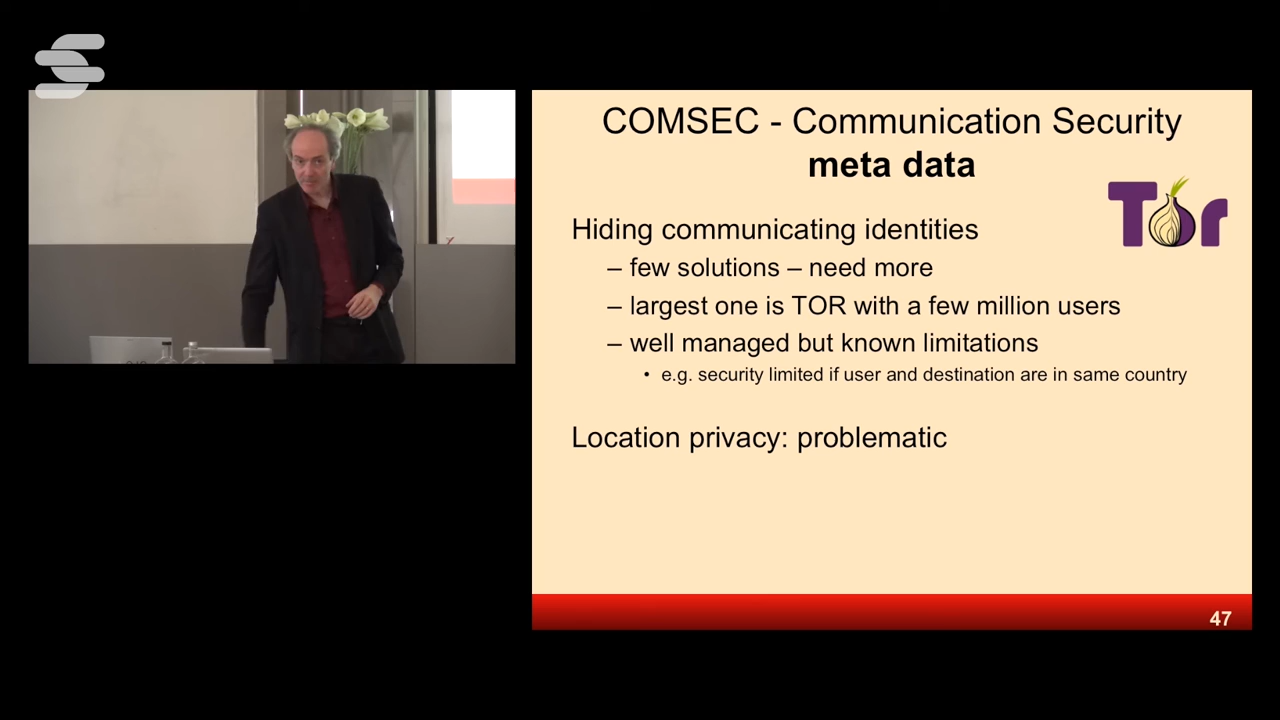 COMSEC - Communication Security
meta data
Tor
Hiding communicating identities
– few solutions – need more
– largest one is TOR with a few million users
– well managed but known limitations
• e.g. security limited if user and destination are in same country
Location privacy: problematic
47